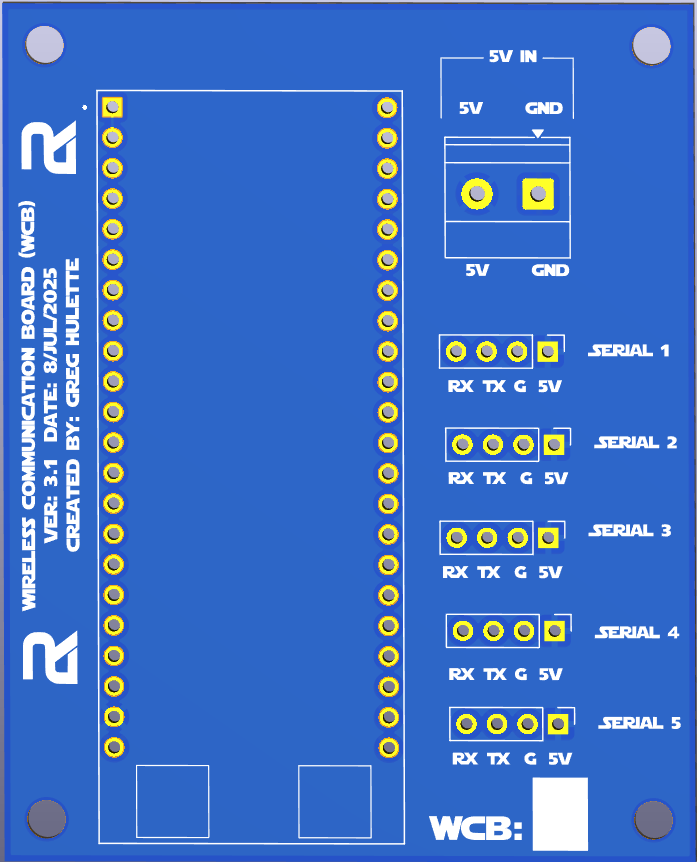 5V IN
5V GND
5V GND
SERIAL 1
RX TX G 5V
SERIAL 2
RX TX G 5V
SERIAL 3
RX TX G 5V
SERIAL 4
RX TX G 5V
SERIAL 5
RX TX G 5V
WCB:
WIRELESS COMMUNICATION BOARD (WCB)
VER: 3.1 DATE: 8/JUL/2025
CREATED BY: GREG HULETTE